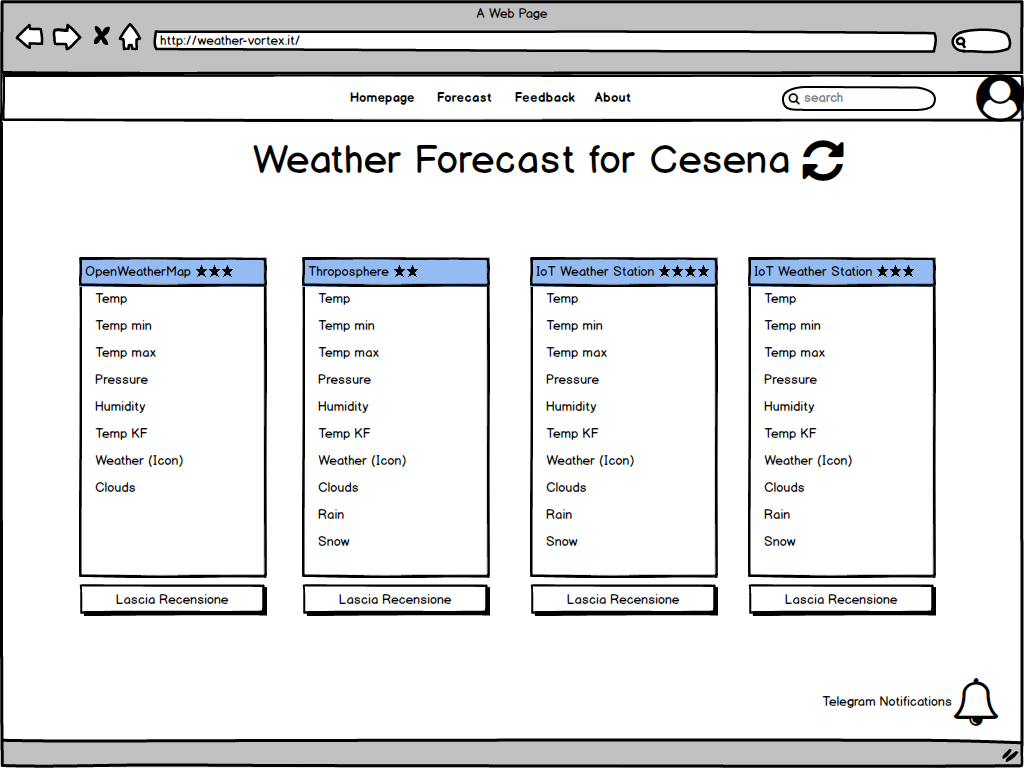 A Web Page
http://weather-vortex.it/
Homepage Forecast Feedback About search
Weather Forecast for Cesena
OpenWeatherMap ★★★
Temp
Temp min
Temp max
Pressure
Humidity
Temp KF
Weather (Icon)
Clouds
Lascia Recensione
Throposphere ★★
Temp
Temp min
Temp max
Pressure
Humidity
Temp KF
Weather (Icon)
Clouds
Rain
Snow
Lascia Recensione
IoT Weather Station ★★★★
Temp
Temp min
Temp max
Pressure
Humidity
Temp KF
Weather (Icon)
Clouds
Rain
Snow
Lascia Recensione
IoT Weather Station ★★★
Temp
Temp min
Temp max
Pressure
Humidity
Temp KF
Weather (Icon)
Clouds
Rain
Snow
Lascia Recensione
Telegram Notifications